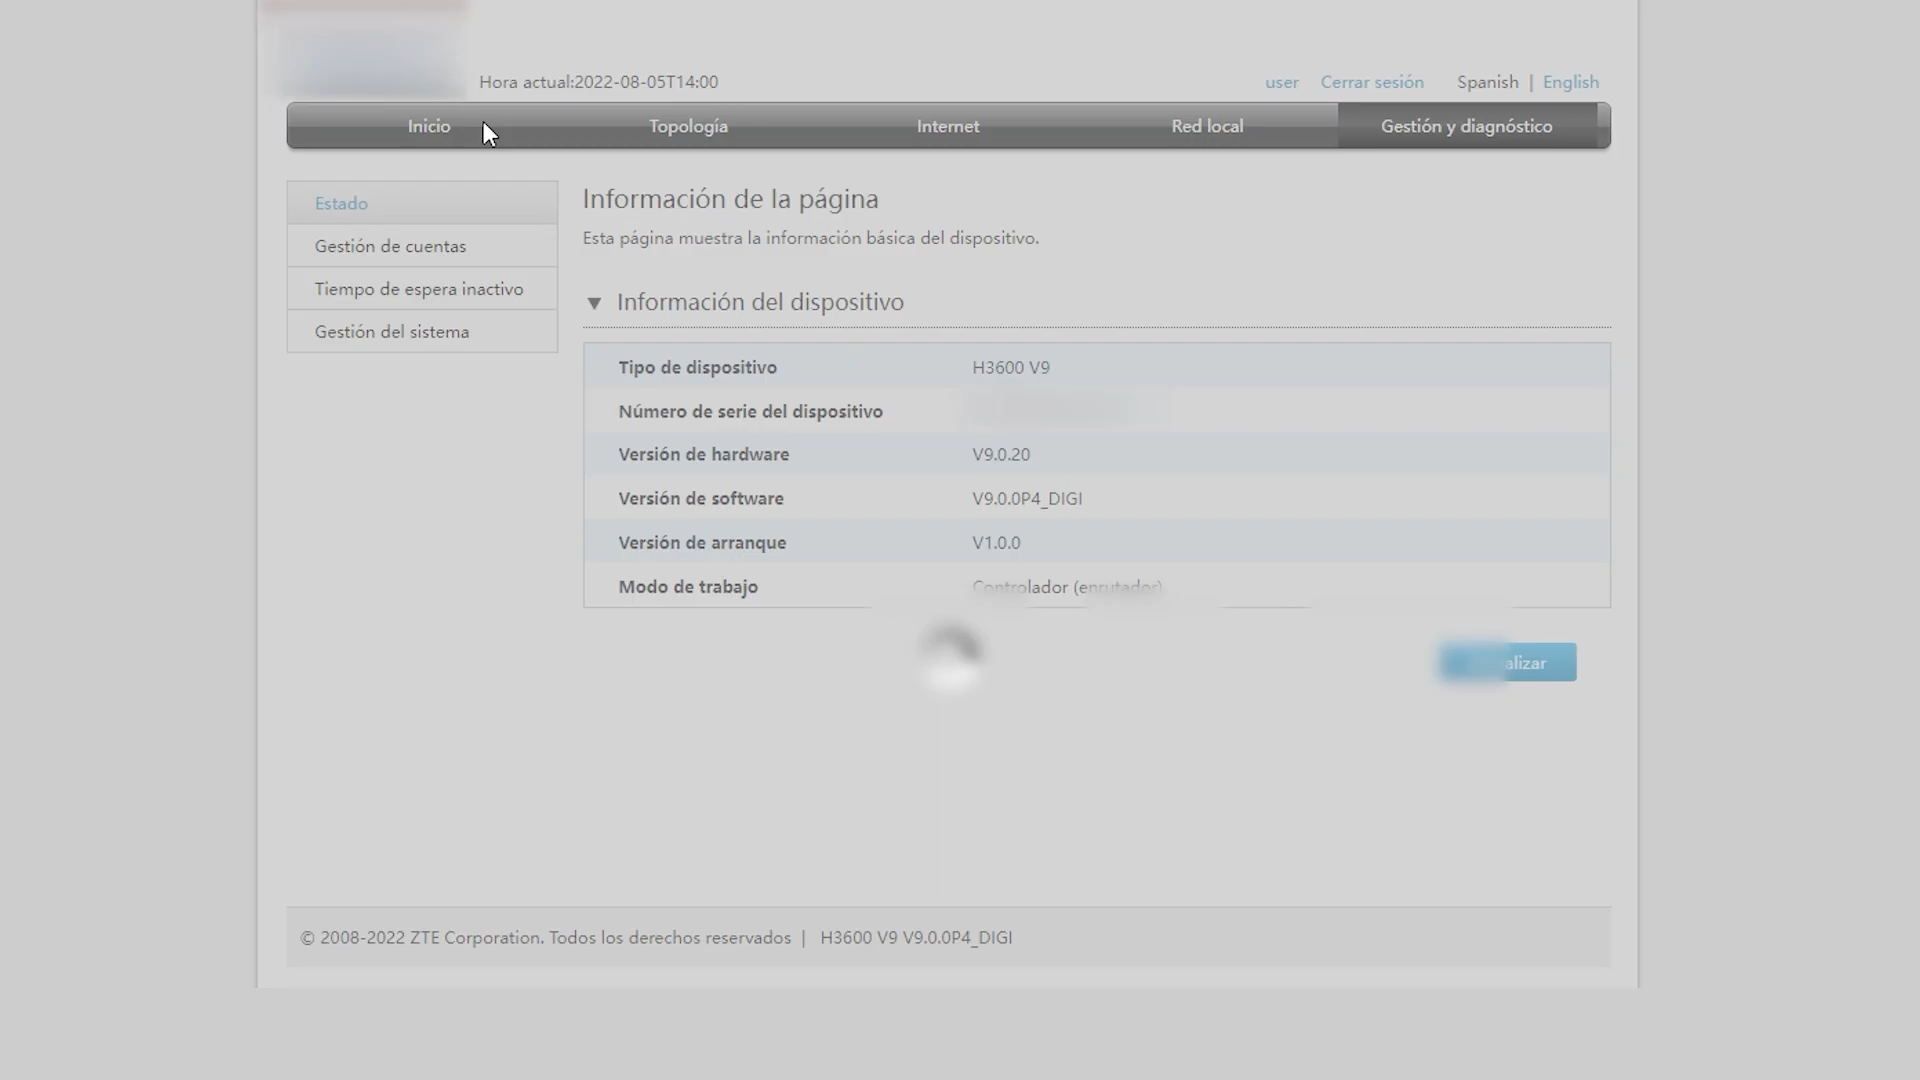 Hora actual:2022-08-05T14:00
user Cerrar sesión Spanish | English
Inicio Topología Internet Red local Gestión y diagnóstico
Estado
Gestión de cuentas
Tiempo de espera inactivo
Gestión del sistema
Información de la página
Esta página muestra la información básica del dispositivo.
▼ Información del dispositivo
Tipo de dispositivo H3600 V9
Número de serie del dispositivo
Versión de hardware V9.0.20
Versión de software V9.0.0P4_DIGI
Versión de arranque V1.0.0
Modo de trabajo Controlador (enrutador)
© 2008-2022 ZTE Corporation. Todos los derechos reservados | H3600 V9 V9.0.0P4_DIGI